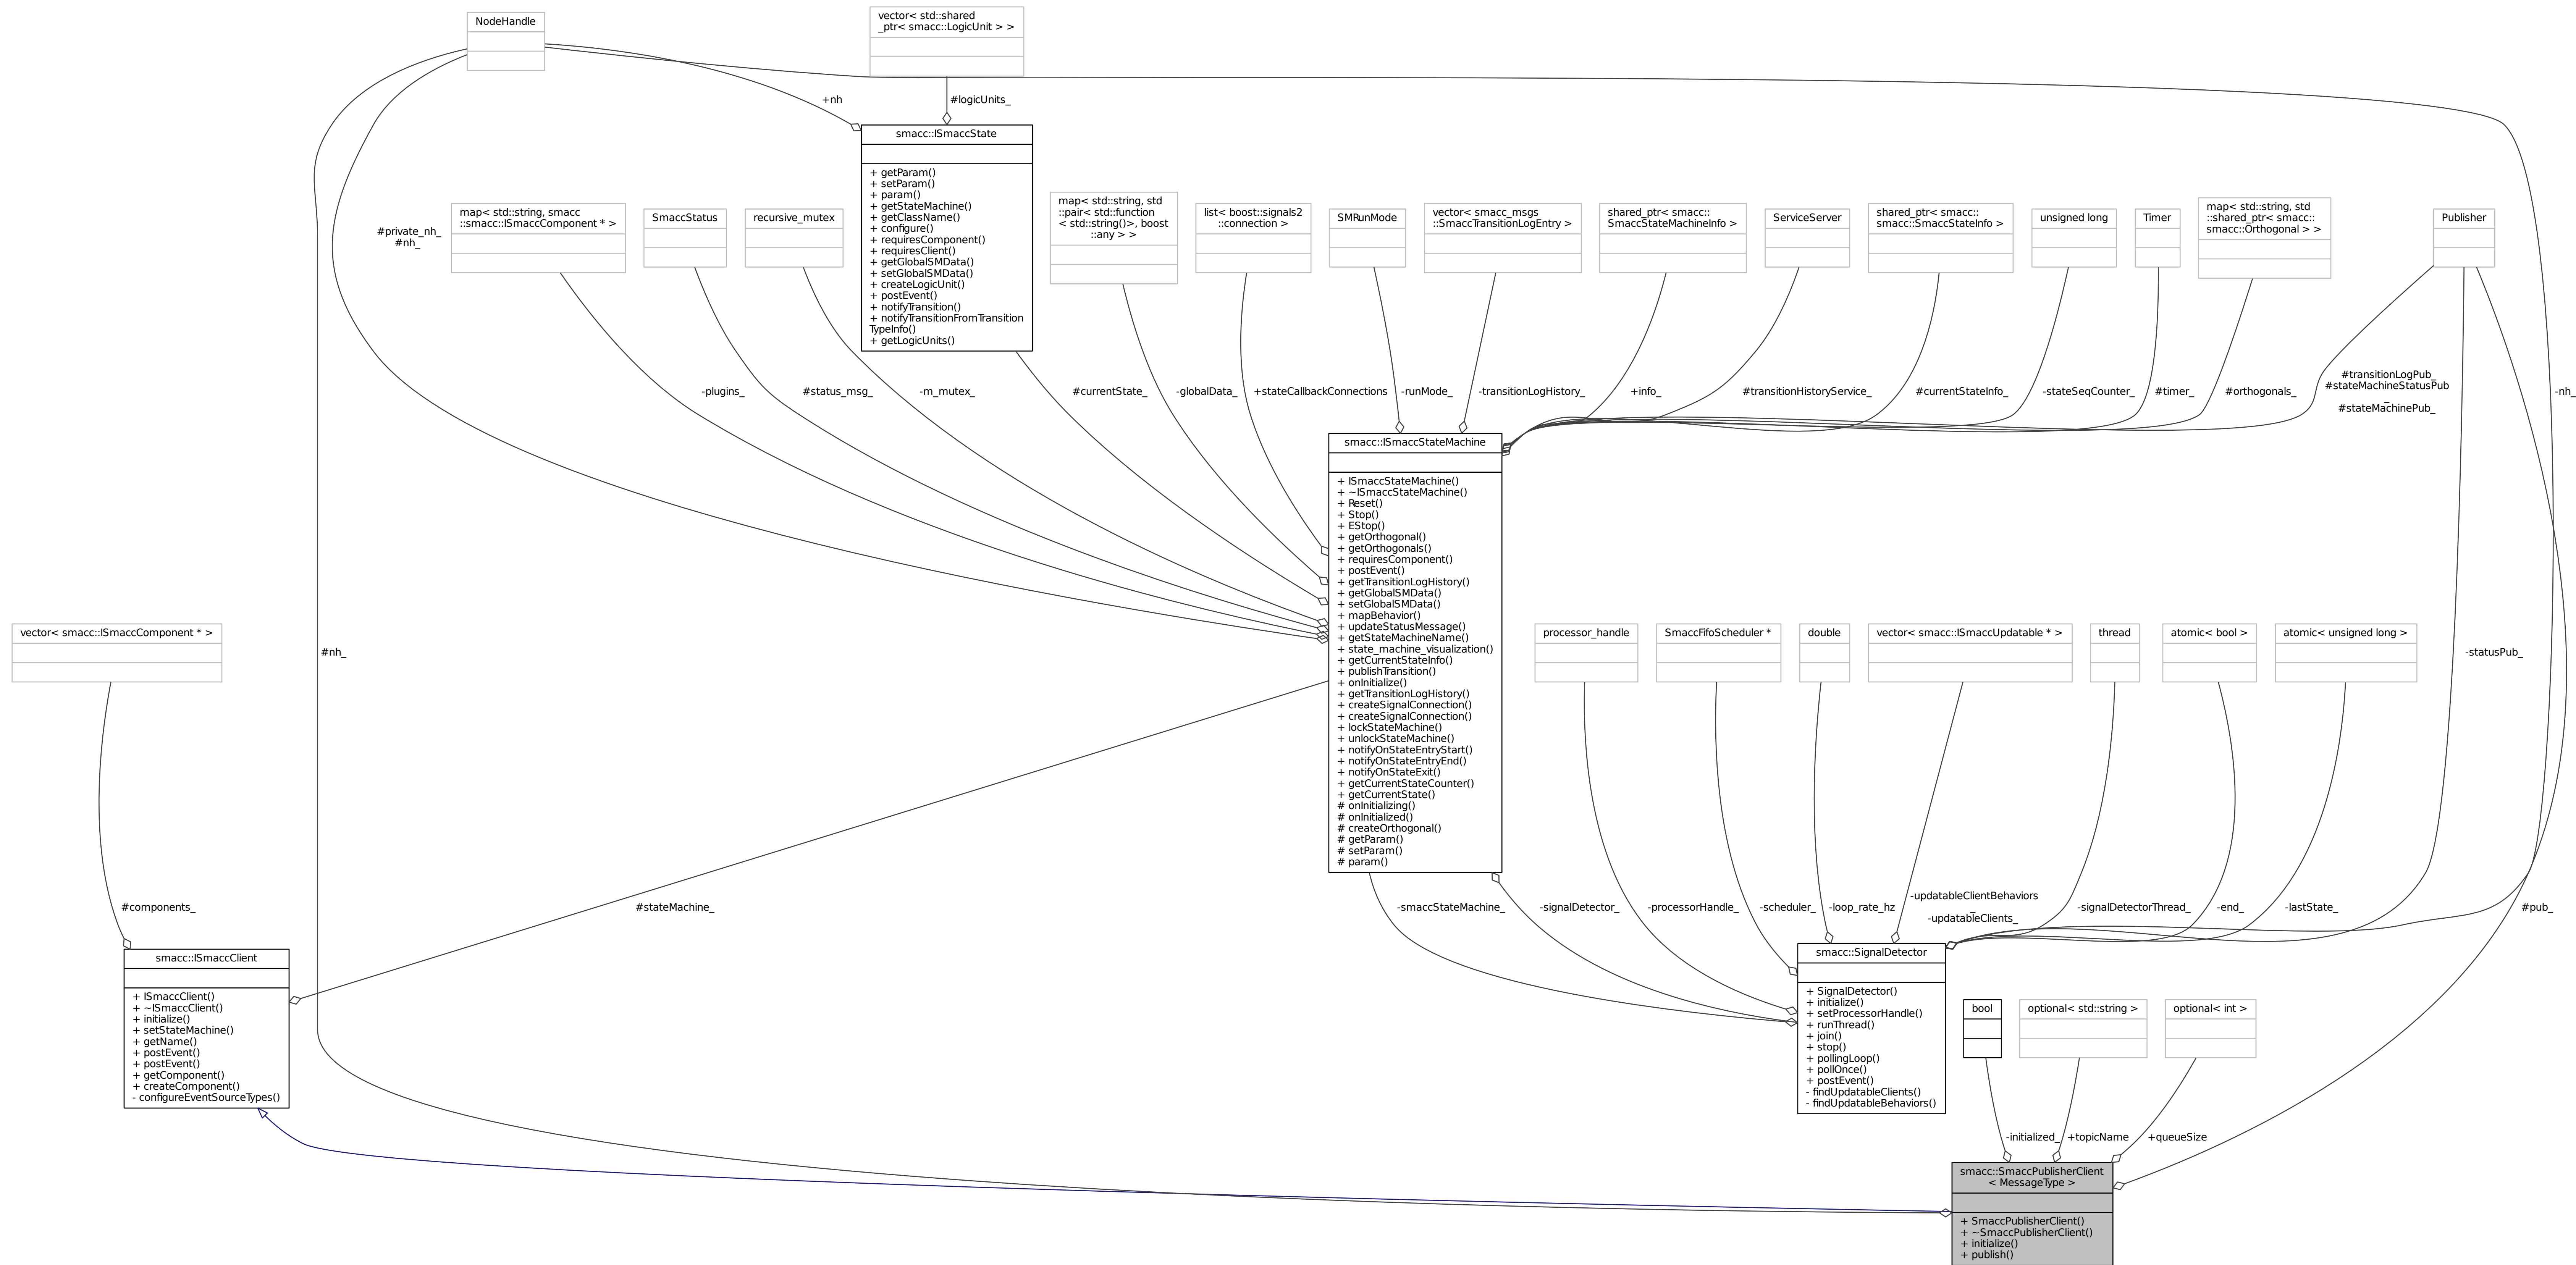 NodeHandle
vector< std::shared
_ptr< smacc::LogicUnit > >
+nh
#logicUnits_
smacc::ISmaccState
+ getParam()
+ setParam()
+ param()
+ getStateMachine()
+ getClassName()
+ configure()
+ requiresComponent()
+ requiresClient()
+ getGlobalSMData()
+ setGlobalSMData()
+ createLogicUnit()
+ postEvent()
+ notifyTransition()
+ notifyTransitionFromTransition
TypeInfo()
+ getLogicUnits()
#private_nh_
#nh_
map< std::string, smacc
::smacc::ISmaccComponent * >
SmaccStatus
recursive_mutex
map< std::string, std
::pair< std::function
< std::string()>, boost
::any > >
list< boost::signals2
::connection >
SMRunMode
vector< smacc_msgs
::SmaccTransitionLogEntry >
shared_ptr< smacc::
SmaccStateMachineInfo >
ServiceServer
shared_ptr< smacc::
smacc::SmaccStateInfo >
unsigned long
Timer
map< std::string, std
::shared_ptr< smacc::
smacc::Orthogonal > >
Publisher
-plugins_
#status_msg_
-m_mutex_
#currentState_
-globalData_
+stateCallbackConnections
-runMode_
-transitionLogHistory_
+info_
#transitionHistoryService_
#currentStateInfo_
-stateSeqCounter_
#timer_
#orthogonals_
#transitionLogPub_
#stateMachineStatusPub
_
#stateMachinePub_
-nh_
smacc::ISmaccStateMachine
+ ISmaccStateMachine()
+ ~ISmaccStateMachine()
+ Reset()
+ Stop()
+ EStop()
+ getOrthogonal()
+ getOrthogonals()
+ requiresComponent()
+ postEvent()
+ getTransitionLogHistory()
+ getGlobalSMData()
+ setGlobalSMData()
+ mapBehavior()
+ updateStatusMessage()
+ getStateMachineName()
+ state_machine_visualization()
+ getCurrentStateInfo()
+ publishTransition()
+ onInitialize()
+ getTransitionLogHistory()
+ createSignalConnection()
+ createSignalConnection()
+ lockStateMachine()
+ unlockStateMachine()
+ notifyOnStateEntryStart()
+ notifyOnStateEntryEnd()
+ notifyOnStateExit()
+ getCurrentStateCounter()
+ getCurrentState()
# onInitializing()
# onInitialized()
# createOrthogonal()
# getParam()
# setParam()
# param()
vector< smacc::ISmaccComponent * >
#nh_
processor_handle
SmaccFifoScheduler *
double
vector< smacc::ISmaccUpdatable * >
thread
atomic< bool >
atomic< unsigned long >
-statusPub_
#components_
#stateMachine_
-smaccStateMachine_
-signalDetector_
-processorHandle_
-scheduler_
-loop_rate_hz
-updatableClientBehaviors
_
-updatableClients_
-signalDetectorThread_
-end_
-lastState_
#pub_
smacc::ISmaccClient
+ ISmaccClient()
+ ~ISmaccClient()
+ initialize()
+ setStateMachine()
+ getName()
+ postEvent()
+ postEvent()
+ getComponent()
+ createComponent()
- configureEventSourceTypes()
smacc::SignalDetector
+ SignalDetector()
+ initialize()
+ setProcessorHandle()
+ runThread()
+ join()
+ stop()
+ pollingLoop()
+ pollOnce()
+ postEvent()
- findUpdatableClients()
- findUpdatableBehaviors()
bool
optional< std::string >
optional< int >
-initialized_
+topicName
+queueSize
smacc::SmaccPublisherClient
< MessageType >
+ SmaccPublisherClient()
+ ~SmaccPublisherClient()
+ initialize()
+ publish()